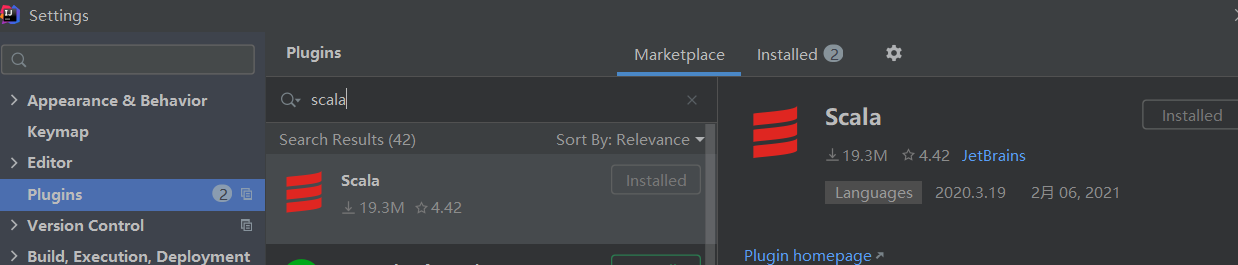 Settings
Plugins
Marketplace
Installed 2
scala
Appearance & Behavior
Keymap
Editor
Plugins 2
Version Control
Build, Execution, Deployment
Search Results (42)
Sort By: Relevance
Scala
Installed
19.3M 4.42
Scala
Installed
19.3M 4.42 JetBrains
Languages 2020.3.19 2月 06, 2021
Plugin homepage